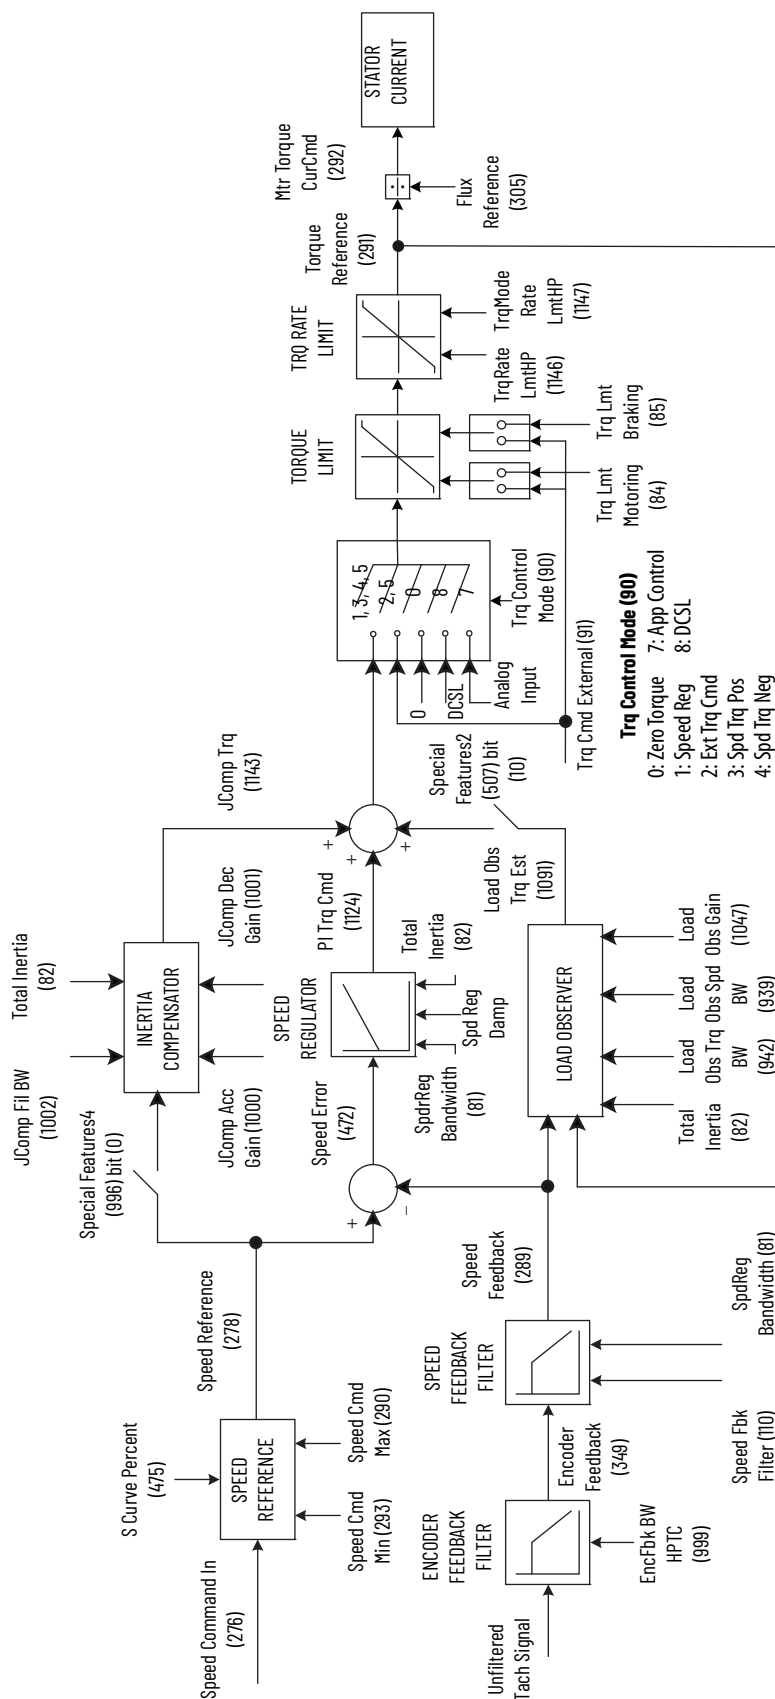 Speed Command In
(276)
S Curve Percent
(475)
SPEED
REFERENCE
Speed Cmd
Min (293)
Speed Cmd
Max (290)
Speed Reference
(278)
Special Features4
(996) bit (0)
JComp Fil BW
(1002)
Total Inertia
(82)
INERTIA
COMPENSATOR
JComp Acc
Gain (1000)
JComp Dec
Gain (1001)
JComp Trq
(1143)
+
-
Speed Error
(472)
SPEED
REGULATOR
SpdrReg
Bandwidth
(81)
Spd Reg
Damp
Total
Inertia
(82)
PI Trq Cmd
(1124)
+
+
+
Unfiltered
Tach Signal
ENCODER
FEEDBACK
FILTER
EncFbk BW
HPTC
(999)
Encoder
Feedback
(349)
SPEED
FEEDBACK
FILTER
Speed Fbk
Filter (110)
SpdReg
Bandwidth (81)
Speed
Feedback
(289)
LOAD OBSERVER
Total
Inertia
(82)
Load
Obs Trq
BW
(942)
Load
Obs Spd
BW
(939)
Load
Obs Gain
(1047)
Load Obs
Trq Est
(1091)
Special
Features2
(507) bit
(10)
0
DCSL
Analog
Input
1, 3, 4, 5
2, 5
0
8
7
Trq Control
Mode (90)
Trq Cmd External (91)
TORQUE
LIMIT
Trq Lmt
Motoring
(84)
Trq Lmt
Braking
(85)
TRQ RATE
LIMIT
TrqRate
LmtHP
(1146)
TrqMode
Rate
LmtHP
(1147)
Torque
Reference
(291)
Mtr Torque
CurCmd
(292)
Flux
Reference
(305)
STATOR
CURRENT
Trq Control Mode (90)
0: Zero Torque
1: Speed Reg
2: Ext Trq Cmd
3: Spd Trq Pos
4: Spd Trq Neg
7: App Control
8: DCSL